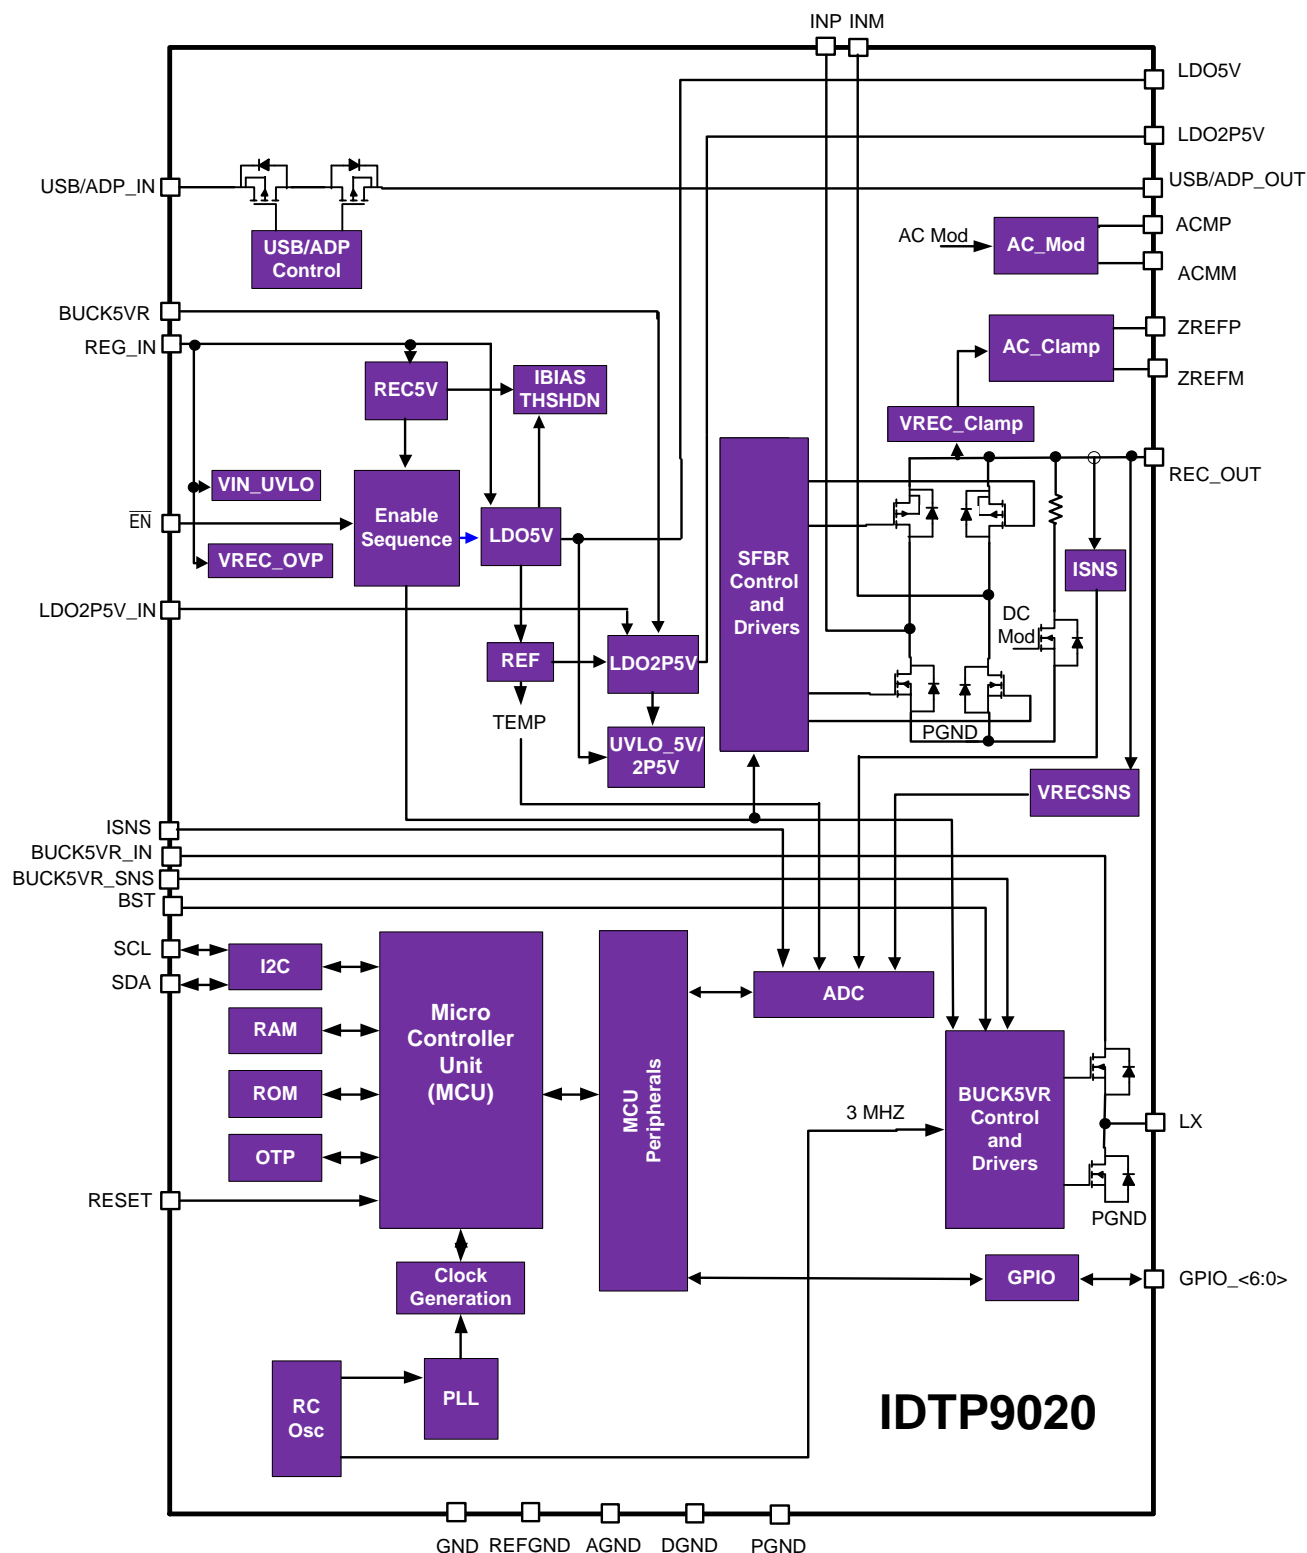 INP INM
LDO5V
LDO2P5V
USB/ADP_IN
USB/ADP_OUT
USB/ADP
Control
AC Mod
AC_Mod
ACMP
ACMM
BUCK5VR
REG_IN
REC5V
IBIAS
THSHDN
AC_Clamp
ZREFP
ZREFM
VREC_Clamp
REC_OUT
VIN_UVLO
EN
Enable
Sequence
LDO5V
VREC_OVP
SFBR
Control
and
Drivers
ISNS
LDO2P5V_IN
DC
Mod
REF
LDO2P5V
TEMP
PGND
UVLO_5V/
2P5V
VRECSNS
ISNS
BUCK5VR_IN
BUCK5VR_SNS
BST
SCL
SDA
I2C
RAM
ROM
OTP
Micro
Controller
Unit
(MCU)
MCU
Peripherals
ADC
3 MHZ
BUCK5VR
Control
and
Drivers
LX
PGND
RESET
Clock
Generation
GPIO
GPIO_<6:0>
RC
Osc
PLL
IDTP9020
GND REFGND AGND DGND PGND